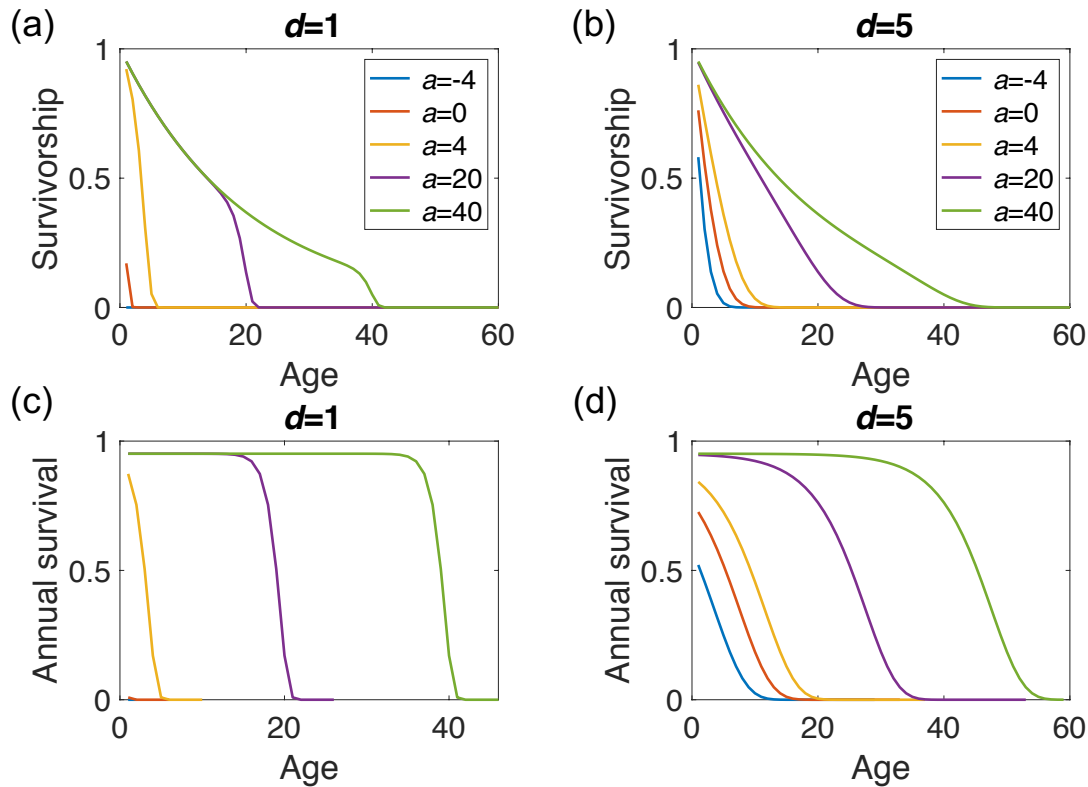 (a)
d=1
1
0.5
0
Survivorship
a=-4
a=0
a=4
a=20
a=40
0 20 40 60
Age
(b)
d=5
1
0.5
0
Survivorship
a=-4
a=0
a=4
a=20
a=40
0 20 40 60
Age
(c)
d=1
1
0.5
0
Annual survival
0 20 40
Age
(d)
d=5
1
0.5
0
Annual survival
0 20 40 60
Age